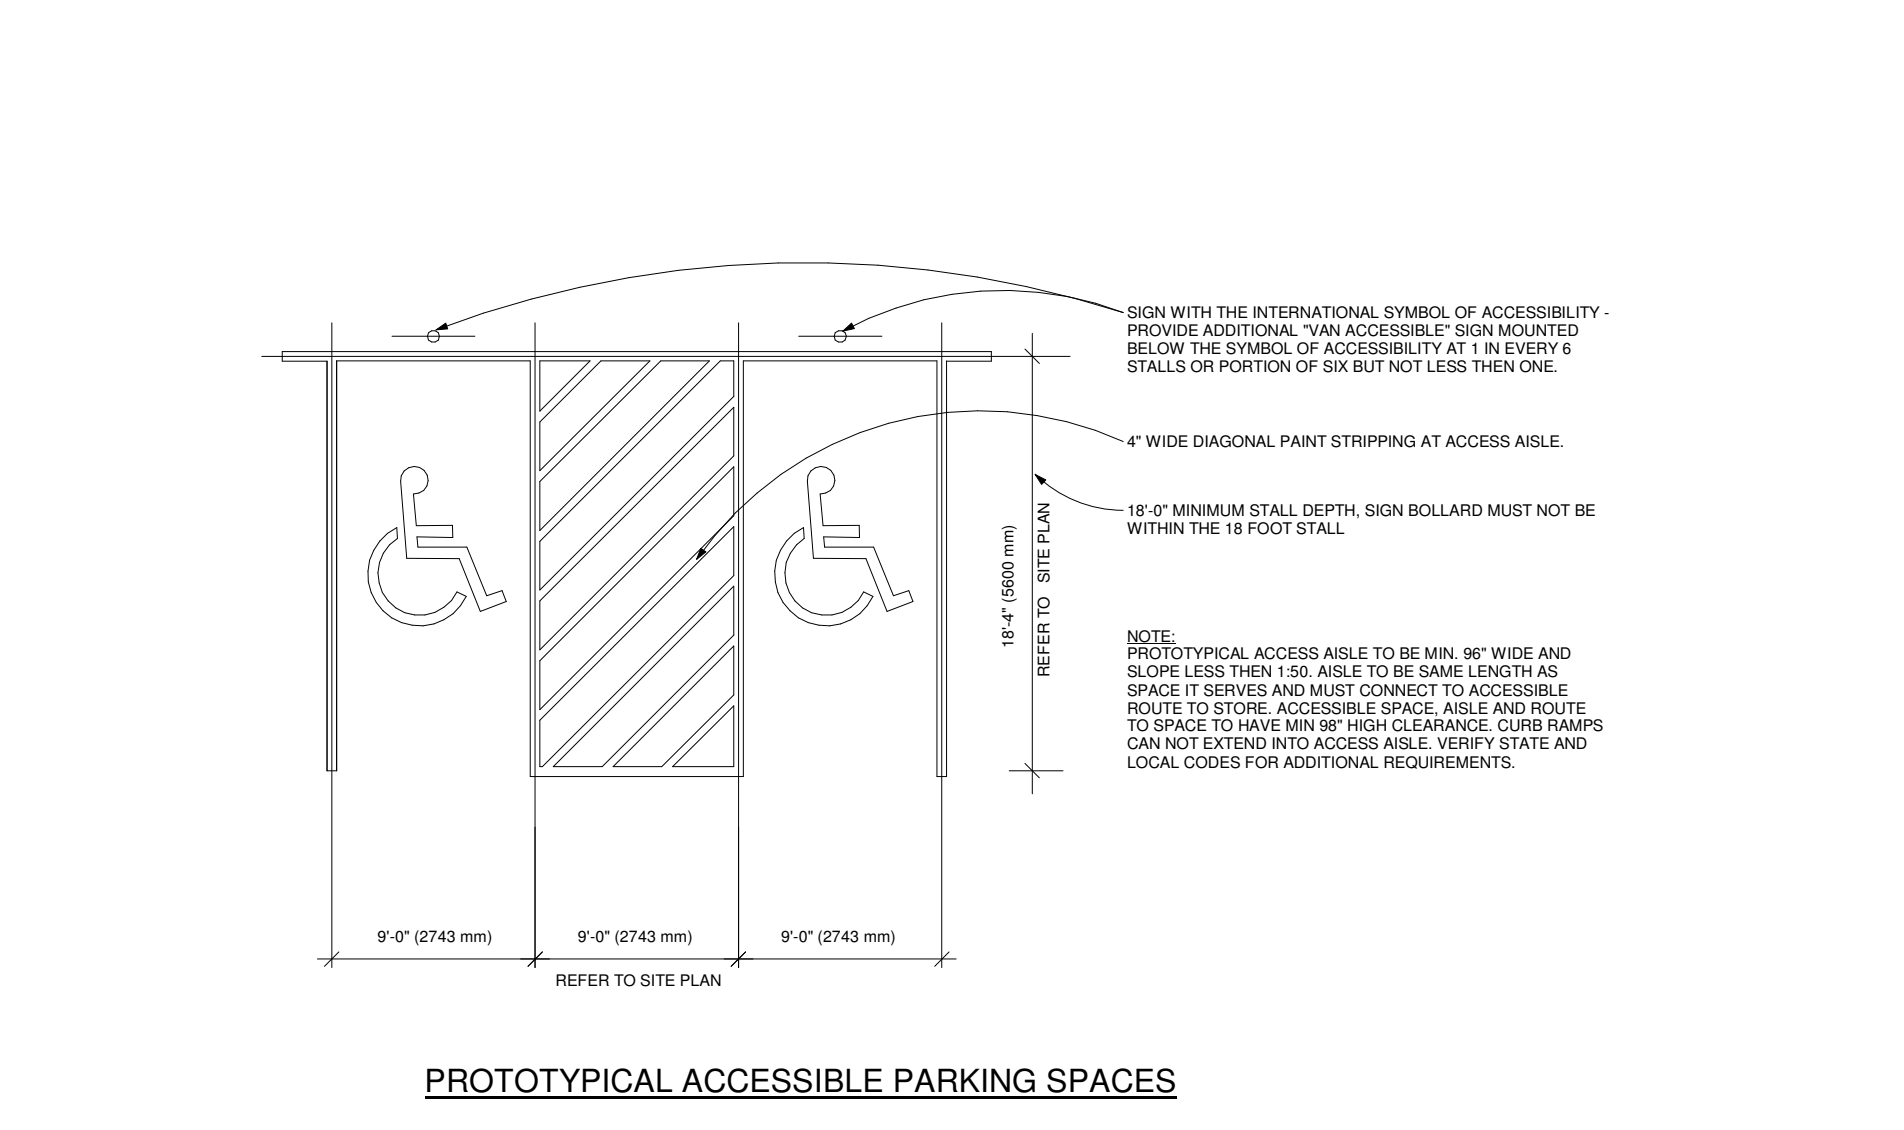 SIGN WITH THE INTERNATIONAL SYMBOL OF ACCESSIBILITY -
PROVIDE ADDITIONAL "VAN ACCESSIBLE" SIGN MOUNTED
BELOW THE SYMBOL OF ACCESSIBILITY AT 1 IN EVERY 6
STALLS OR PORTION OF SIX BUT NOT LESS THEN ONE.
4" WIDE DIAGONAL PAINT STRIPPING AT ACCESS AISLE.
18'-0" MINIMUM STALL DEPTH, SIGN BOLLARD MUST NOT BE
WITHIN THE 18 FOOT STALL
18'-4" (5600 mm)
REFER TO SITE PLAN
NOTE:
PROTOTYPICAL ACCESS AISLE TO BE MIN. 96" WIDE AND
SLOPE LESS THEN 1:50. AISLE TO BE SAME LENGTH AS
SPACE IT SERVES AND MUST CONNECT TO ACCESSIBLE
ROUTE TO STORE. ACCESSIBLE SPACE, AISLE AND ROUTE
TO SPACE TO HAVE MIN 98" HIGH CLEARANCE. CURB RAMPS
CAN NOT EXTEND INTO ACCESS AISLE. VERIFY STATE AND
LOCAL CODES FOR ADDITIONAL REQUIREMENTS.
9'-0" (2743 mm)
9'-0" (2743 mm)
9'-0" (2743 mm)
REFER TO SITE PLAN
PROTOTYPICAL ACCESSIBLE PARKING SPACES